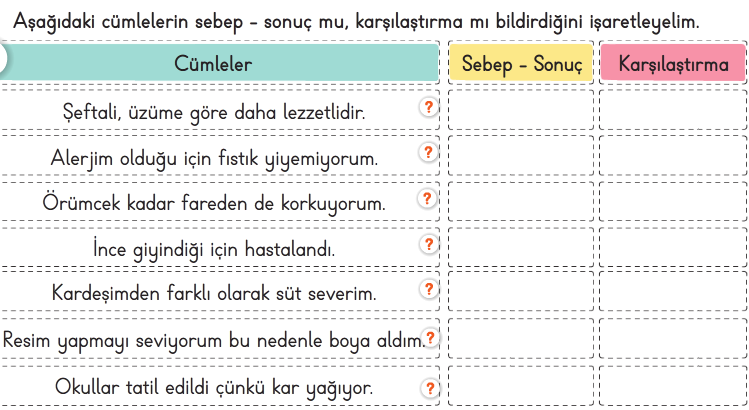 Aşağıdaki cümlelerin sebep - sonuç mu, karşılaştırma mı bildirdiğini işaretleyelim.
Cümleler Sebep - Sonuç Karşılaştırma
Şeftali, üzüme göre daha lezzetlidir. ?
Alerjim olduğu için fıstık yiyemiyorum. ?
Örümcek kadar fareden de korkuyorum. ?
İnce giyindiği için hastalandı. ?
Kardeşimden farklı olarak süt severim. ?
Resim yapmayı seviyorum bu nedenle boya aldım. ?
Okullar tatil edildi çünkü kar yağıyor. ?